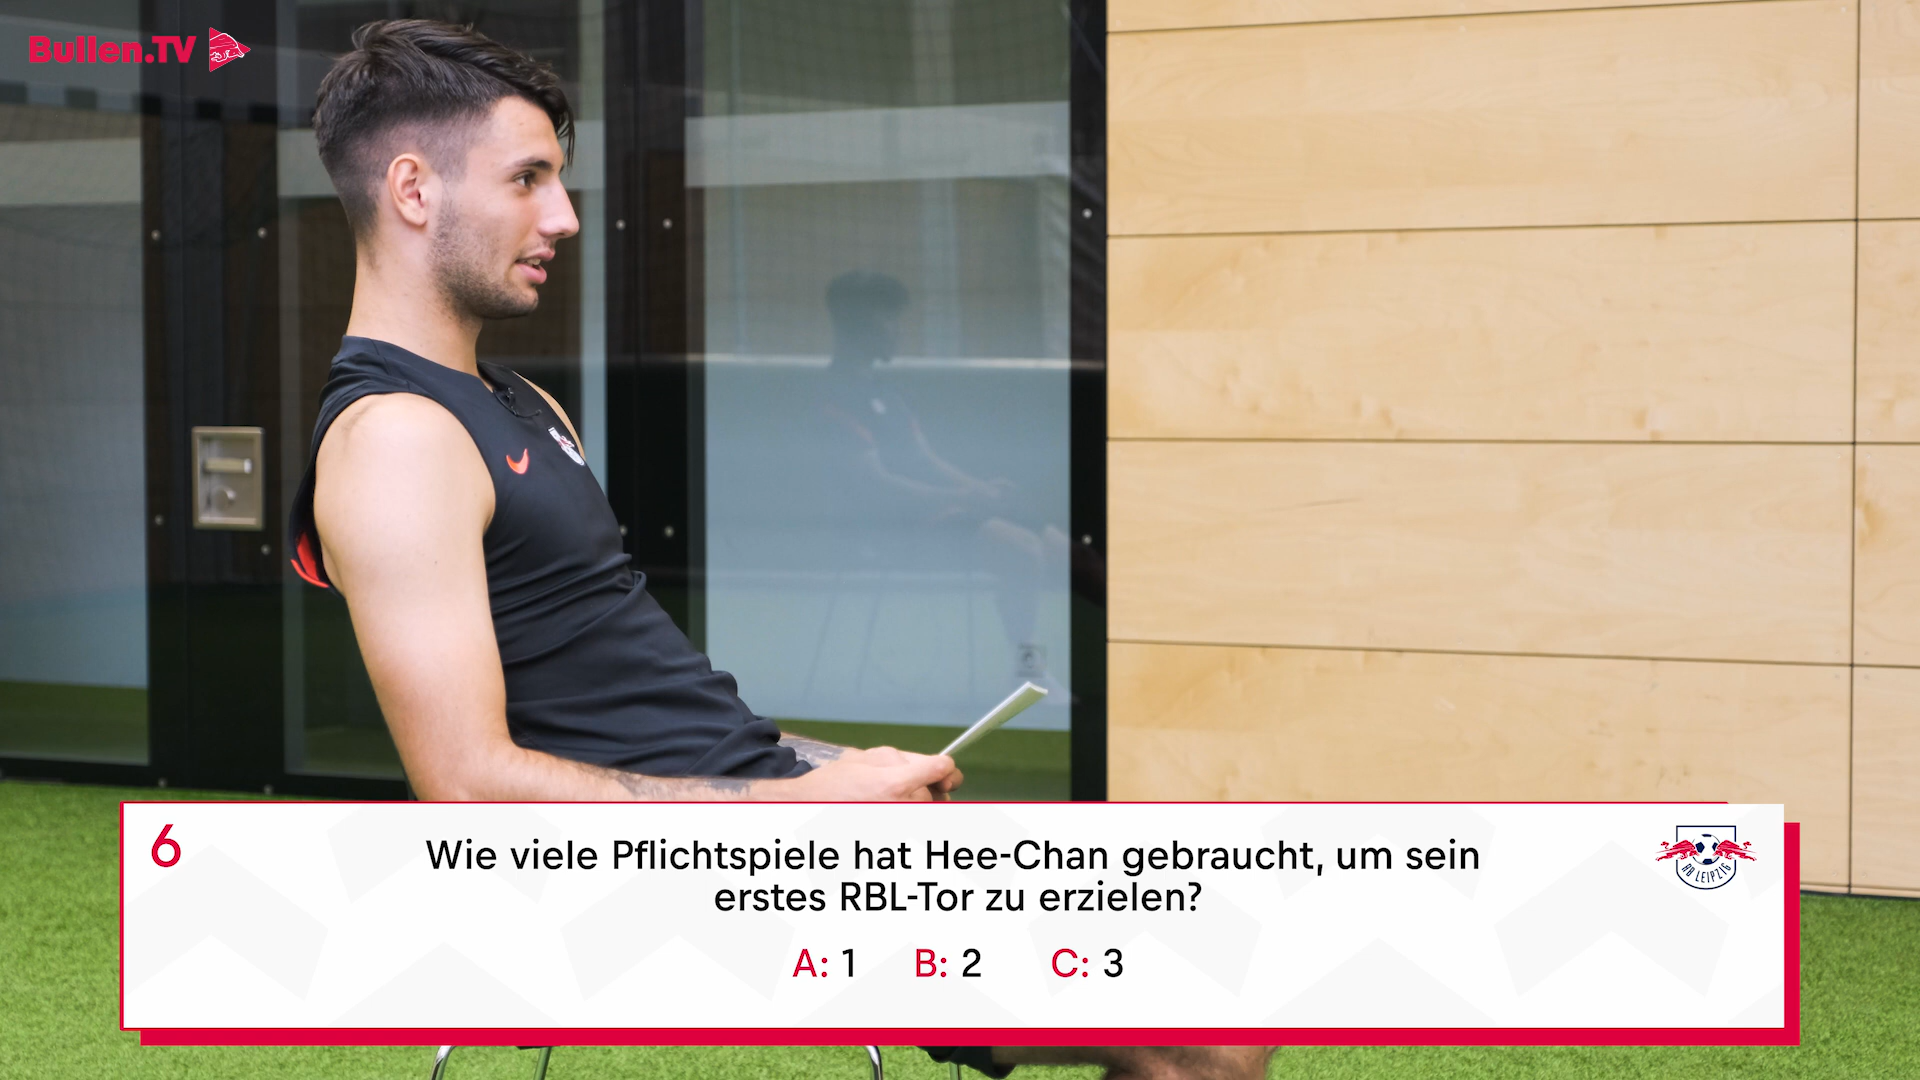 Bullen.TV
6
Wie viele Pflichtspiele hat Hee-Chan gebraucht, um sein
erstes RBL-Tor zu erzielen?
A: 1 B: 2 C: 3
RB LEIPZIG